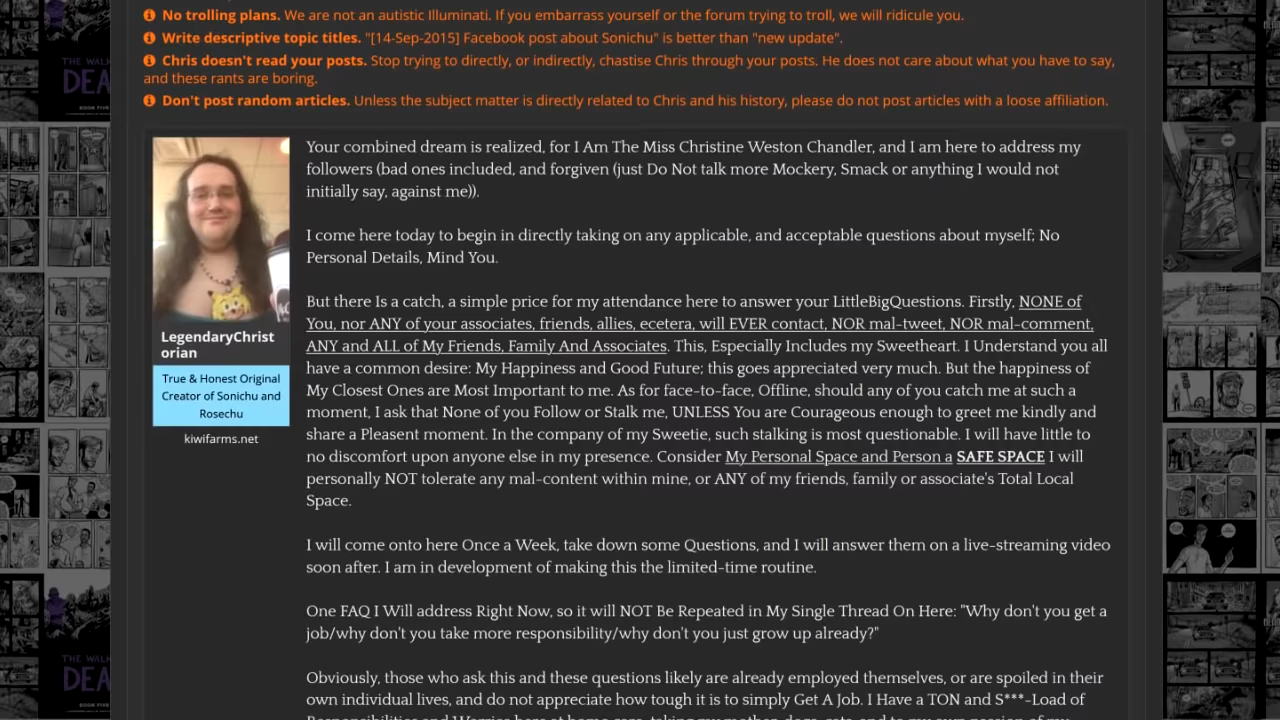 No trolling plans. We are not an autistic Illuminati. If you embarrass yourself or the forum trying to troll, we will ridicule you.
Write descriptive topic titles. "[14-Sep-2015] Facebook post about Sonichu" is better than "new update".
Chris doesn't read your posts. Stop trying to directly, or indirectly, chastise Chris through your posts. He does not care about what you have to say,
and these rants are boring.
Don't post random articles. Unless the subject matter is directly related to Chris and his history, please do not post articles with a loose affiliation.
LegendaryChrist
orian
True & Honest Original
Creator of Sonichu and
Rosechu
kiwifarms.net
Your combined dream is realized, for I Am The Miss Christine Weston Chandler, and I am here to address my
followers (bad ones included, and forgiven (just Do Not talk more Mockery, Smack or anything I would not
initially say, against me)).
I come here today to begin in directly taking on any applicable, and acceptable questions about myself; No
Personal Details, Mind You.
But there Is a catch, a simple price for my attendance here to answer your LittleBigQuestions. Firstly, NONE of
You, nor ANY of your associates, friends, allies, ecetera, will EVER contact, NOR mal-tweet, NOR mal-comment,
ANY and ALL of My Friends, Family And Associates. This, Especially Includes my Sweetheart. I Understand you all
have a common desire: My Happiness and Good Future; this goes appreciated very much. But the happiness of
My Closest Ones are Most Important to me. As for face-to-face, Offline, should any of you catch me at such a
moment, I ask that None of you Follow or Stalk me, UNLESS You are Courageous enough to greet me kindly and
share a Pleasent moment. In the company of my Sweetie, such stalking is most questionable. I will have little to
no discomfort upon anyone else in my presence. Consider My Personal Space and Person a SAFE SPACE I will
personally NOT tolerate any mal-content within mine, or ANY of my friends, family or associate's Total Local
Space.
I will come onto here Once a Week, take down some Questions, and I will answer them on a live-streaming video
soon after. I am in development of making this the limited-time routine.
One FAQ I Will address Right Now, so it will NOT Be Repeated in My Single Thread On Here: "Why don't you get a
job/why don't you take more responsibility/why don't you just grow up already?"
Obviously, those who ask this and these questions likely are already employed themselves, or are spoiled in their
own individual lives, and do not appreciate how tough it is to simply Get A Job. I Have a TON and S***-Load of